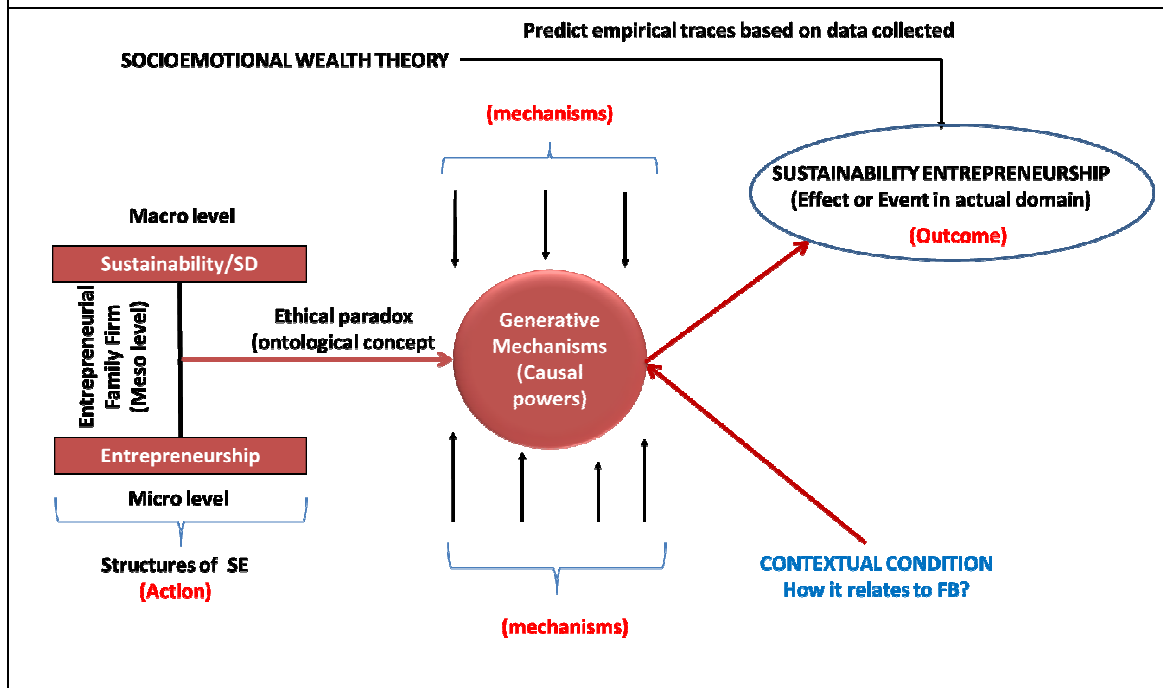 Predict empirical traces based on data collected
SOCIOEMOTIONAL WEALTH THEORY
(mechanisms)
SUSTAINABILITY ENTREPRENEURSHIP
(Effect or Event in actual domain)
(Outcome)
Macro level
Sustainability/SD
Entrepreneurial
Family Firm
(Meso level)
Ethical paradox
(ontological concept
Generative
Mechanisms
(Causal
powers)
Entrepreneurship
Micro level
Structures of SE
(Action)
CONTEXTUAL CONDITION
How it relates to FB?
(mechanisms)